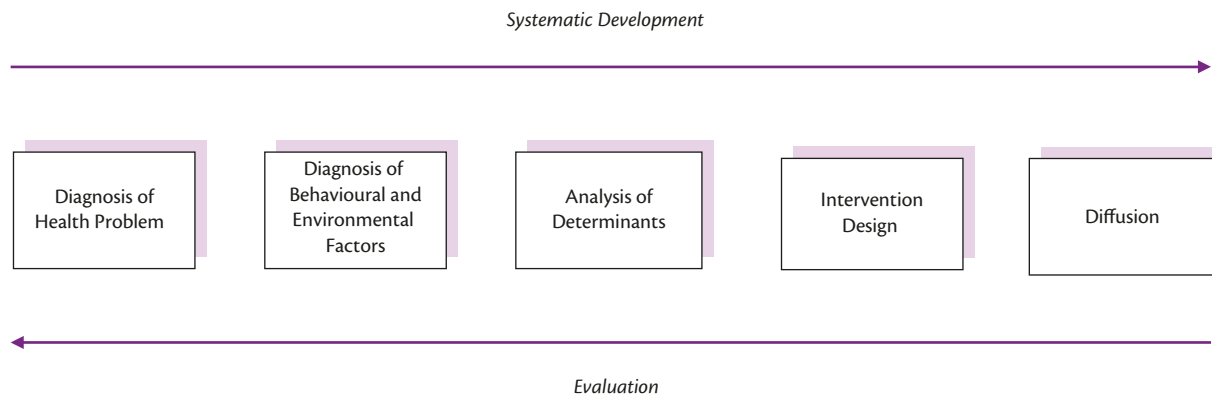 Systematic Development
Diagnosis of
Health Problem
Diagnosis of
Behavioural and
Environmental
Factors
Analysis of
Determinants
Intervention
Design
Diffusion
Evaluation